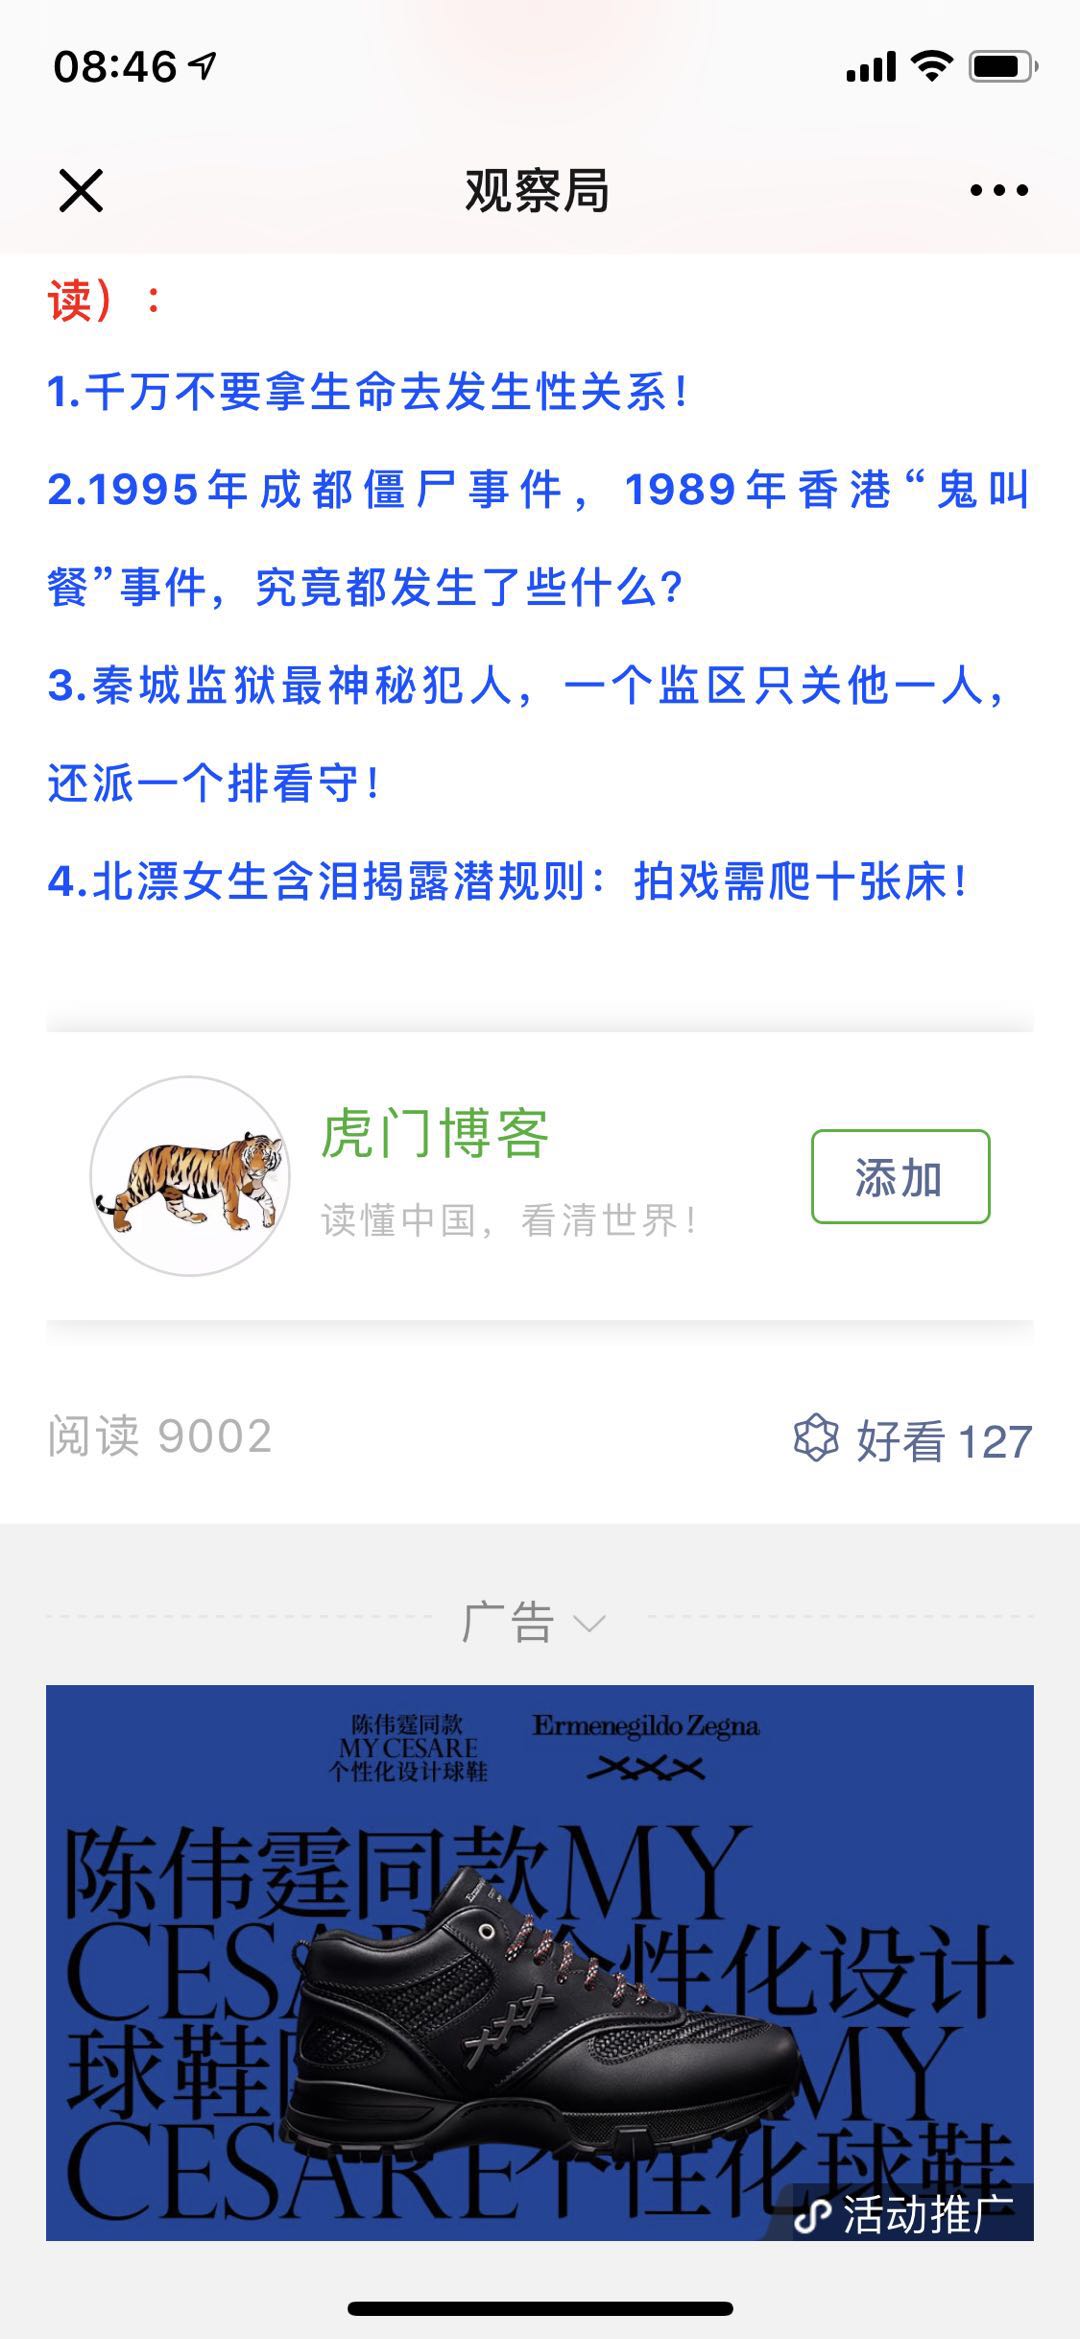 08:46
观察局
读）：
1.千万不要拿生命去发生性关系！
2.1995年成都僵尸事件，1989年香港“鬼叫
餐”事件，究竟都发生了些什么？
3.秦城监狱最神秘犯人，一个监区只关他一人，
还派一个排看守！
4.北漂女生含泪揭露潜规则：拍戏需爬十张床！
虎门博客
读懂中国，看清世界！
添加
阅读 9002
好看 127
广告
陈伟霆同款
MY CESARE
个性化设计球鞋
Ermenegildo Zegna
XXX
陈伟霆同款MY
CESA 个性化设计
球鞋 MY
CESARE个性化球鞋
活动推广